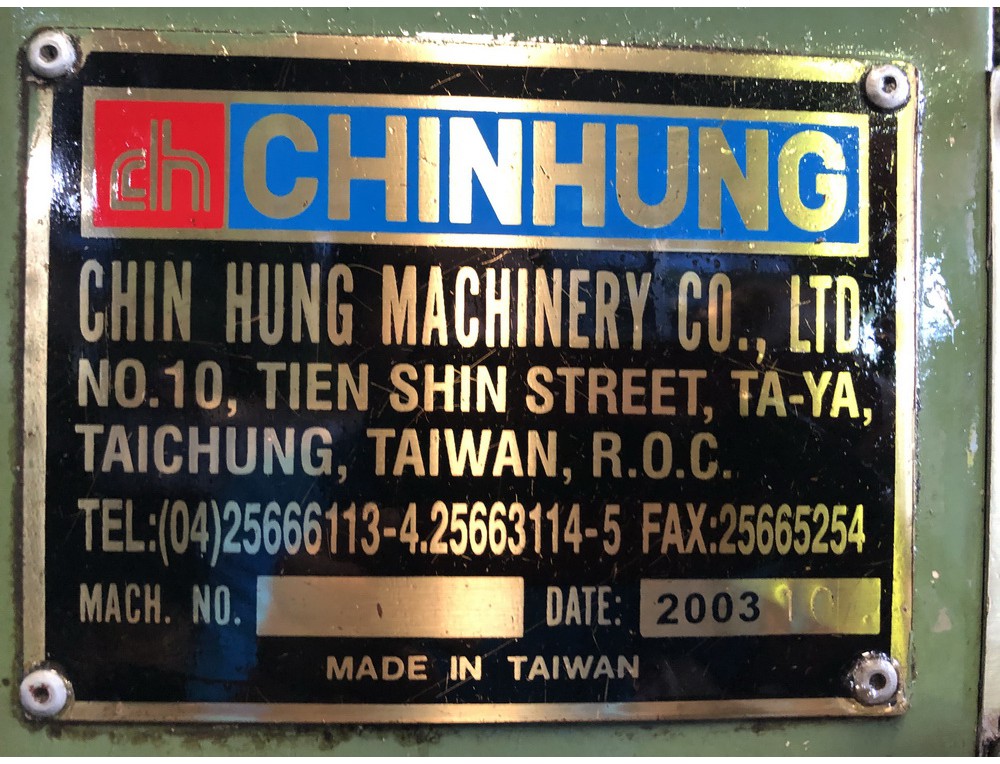 ch CHINHUNG
CHIN HUNG MACHINERY CO., LTD
NO.10, TIEN SHIN STREET, TA-YA,
TAICHUNG, TAIWAN, R.O.C.
TEL:(04)25666113-4.25663114-5 FAX:25665254
MACH. NO. DATE: 2003 10
MADE IN TAIWAN